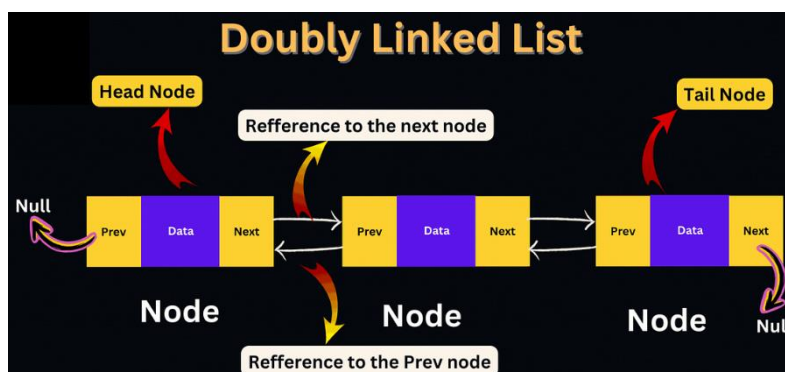 Doubly Linked List
Head Node
Tail Node
Refference to the next node
Null
Prev Data Next
Prev Data Next
Prev Data Next
Node
Node
Node
Nul
Refference to the Prev node